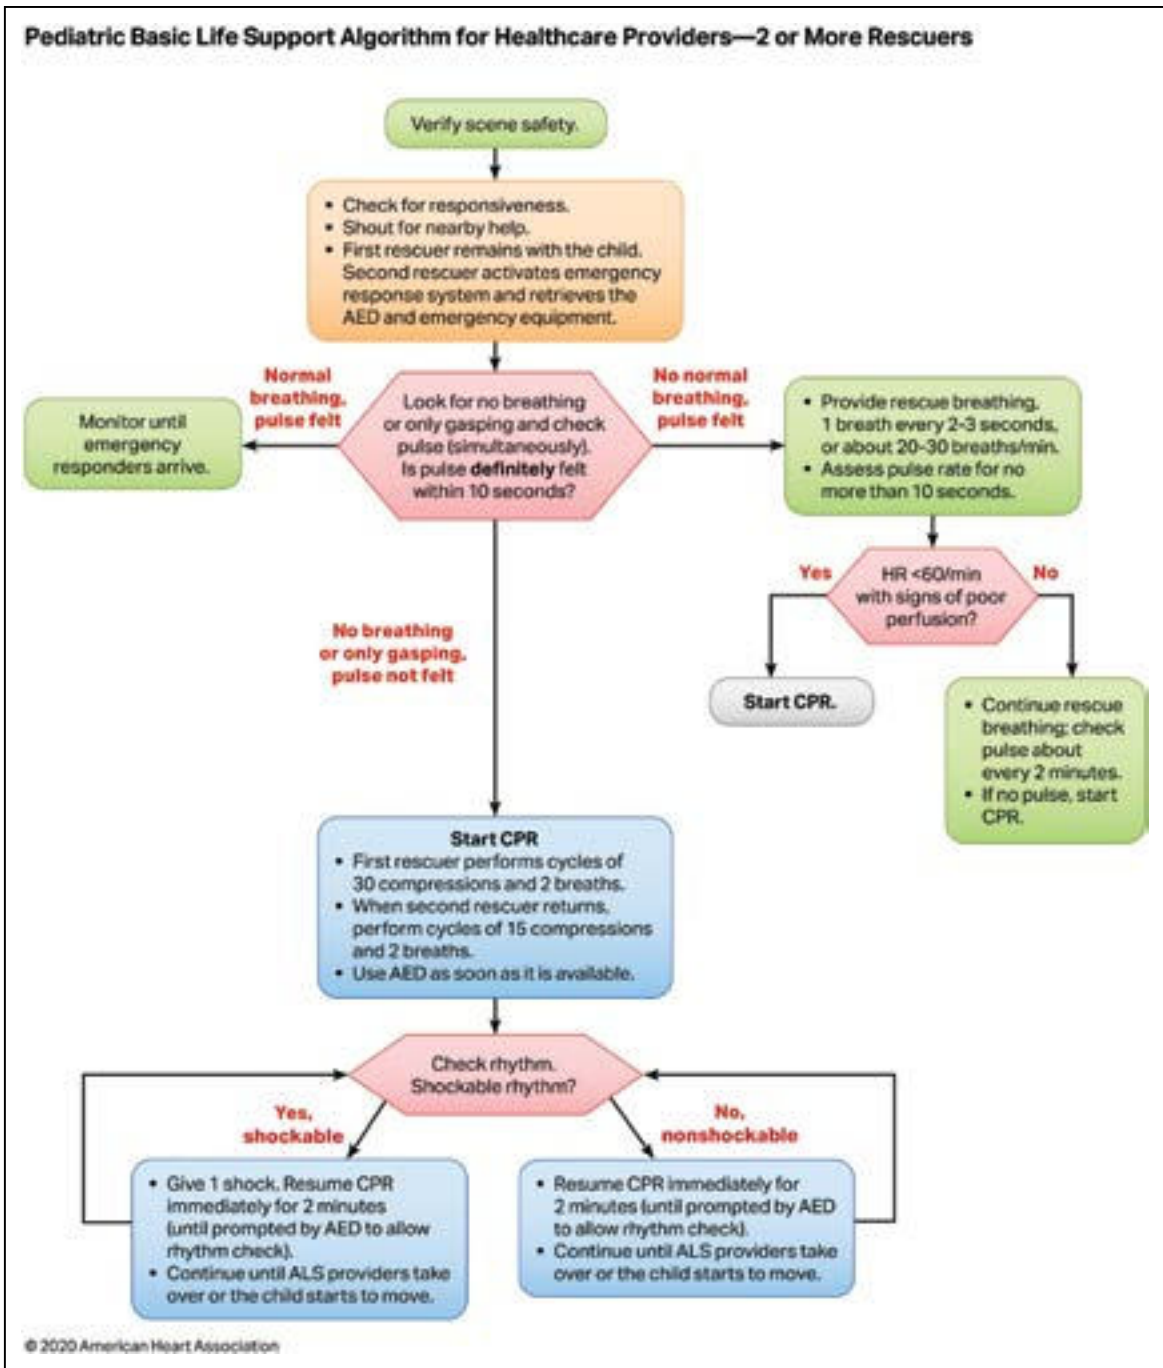 Pediatric Basic Life Support Algorithm for Healthcare Providers—2 or More Rescuers
Verify scene safety.
• Check for responsiveness.
• Shout for nearby help.
• First rescuer remains with the child.
Second rescuer activates emergency
response system and retrieves the
AED and emergency equipment.
Normal
breathing,
pulse felt
Monitor until
emergency
responders arrive.
Look for no breathing
or only gasping and check
pulse (simultaneously).
Is pulse definitely felt
within 10 seconds?
No normal
breathing,
pulse felt
• Provide rescue breathing,
1 breath every 2-3 seconds,
or about 20-30 breaths/min.
• Assess pulse rate for no
more than 10 seconds.
Yes
HR <60/min
with signs of poor
perfusion?
No
Start CPR.
• Continue rescue
breathing; check
pulse about
every 2 minutes.
• If no pulse, start
CPR.
No breathing
or only gasping,
pulse not felt
Start CPR
• First rescuer performs cycles of
30 compressions and 2 breaths.
• When second rescuer returns,
perform cycles of 15 compressions
and 2 breaths.
• Use AED as soon as it is available.
Check rhythm.
Shockable rhythm?
Yes,
shockable
No,
nonshockable
• Give 1 shock. Resume CPR
immediately for 2 minutes
(until prompted by AED to allow
rhythm check).
• Continue until ALS providers take
over or the child starts to move.
• Resume CPR immediately for
2 minutes (until prompted by AED
to allow rhythm check).
• Continue until ALS providers take
over or the child starts to move.
© 2020 American Heart Association